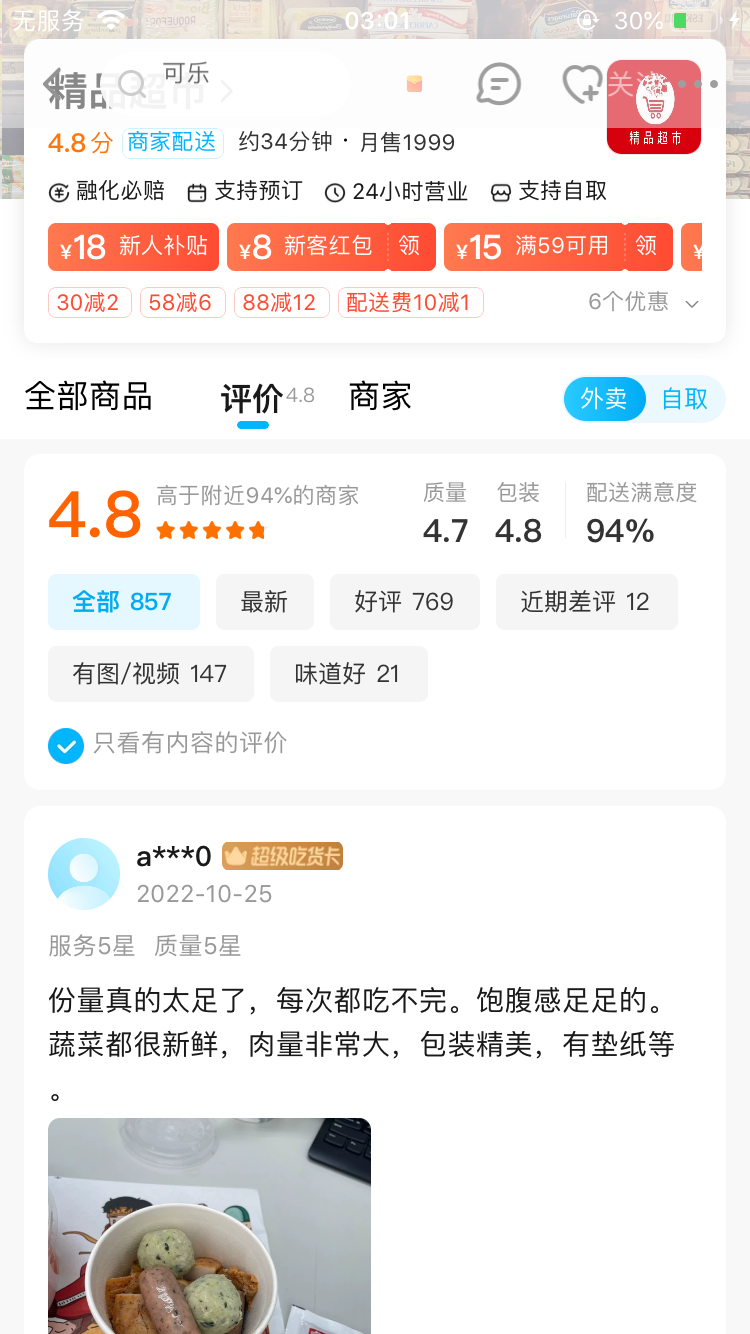 无服务 03:01 30%
精品超市 可乐 关注
4.8分 商家配送 约34分钟 · 月售1999
精品超市
融化必赔 支持预订 24小时营业 支持自取
¥18 新人补贴 ¥8 新客红包 领 ¥15 满59可用 领 ¥
30减2 58减6 88减12 配送费10减1 6个优惠
全部商品 评价 4.8 商家 外卖 自取
4.8 高于附近94%的商家 质量 4.7 包装 4.8 配送满意度 94%
全部 857 最新 好评 769 近期差评 12
有图/视频 147 味道好 21
只看有内容的评价
a***0 超级吃货卡
2022-10-25
服务5星 质量5星
份量真的太足了，每次都吃不完。饱腹感足足的。
蔬菜都很新鲜，肉量非常大，包装精美，有垫纸等
。